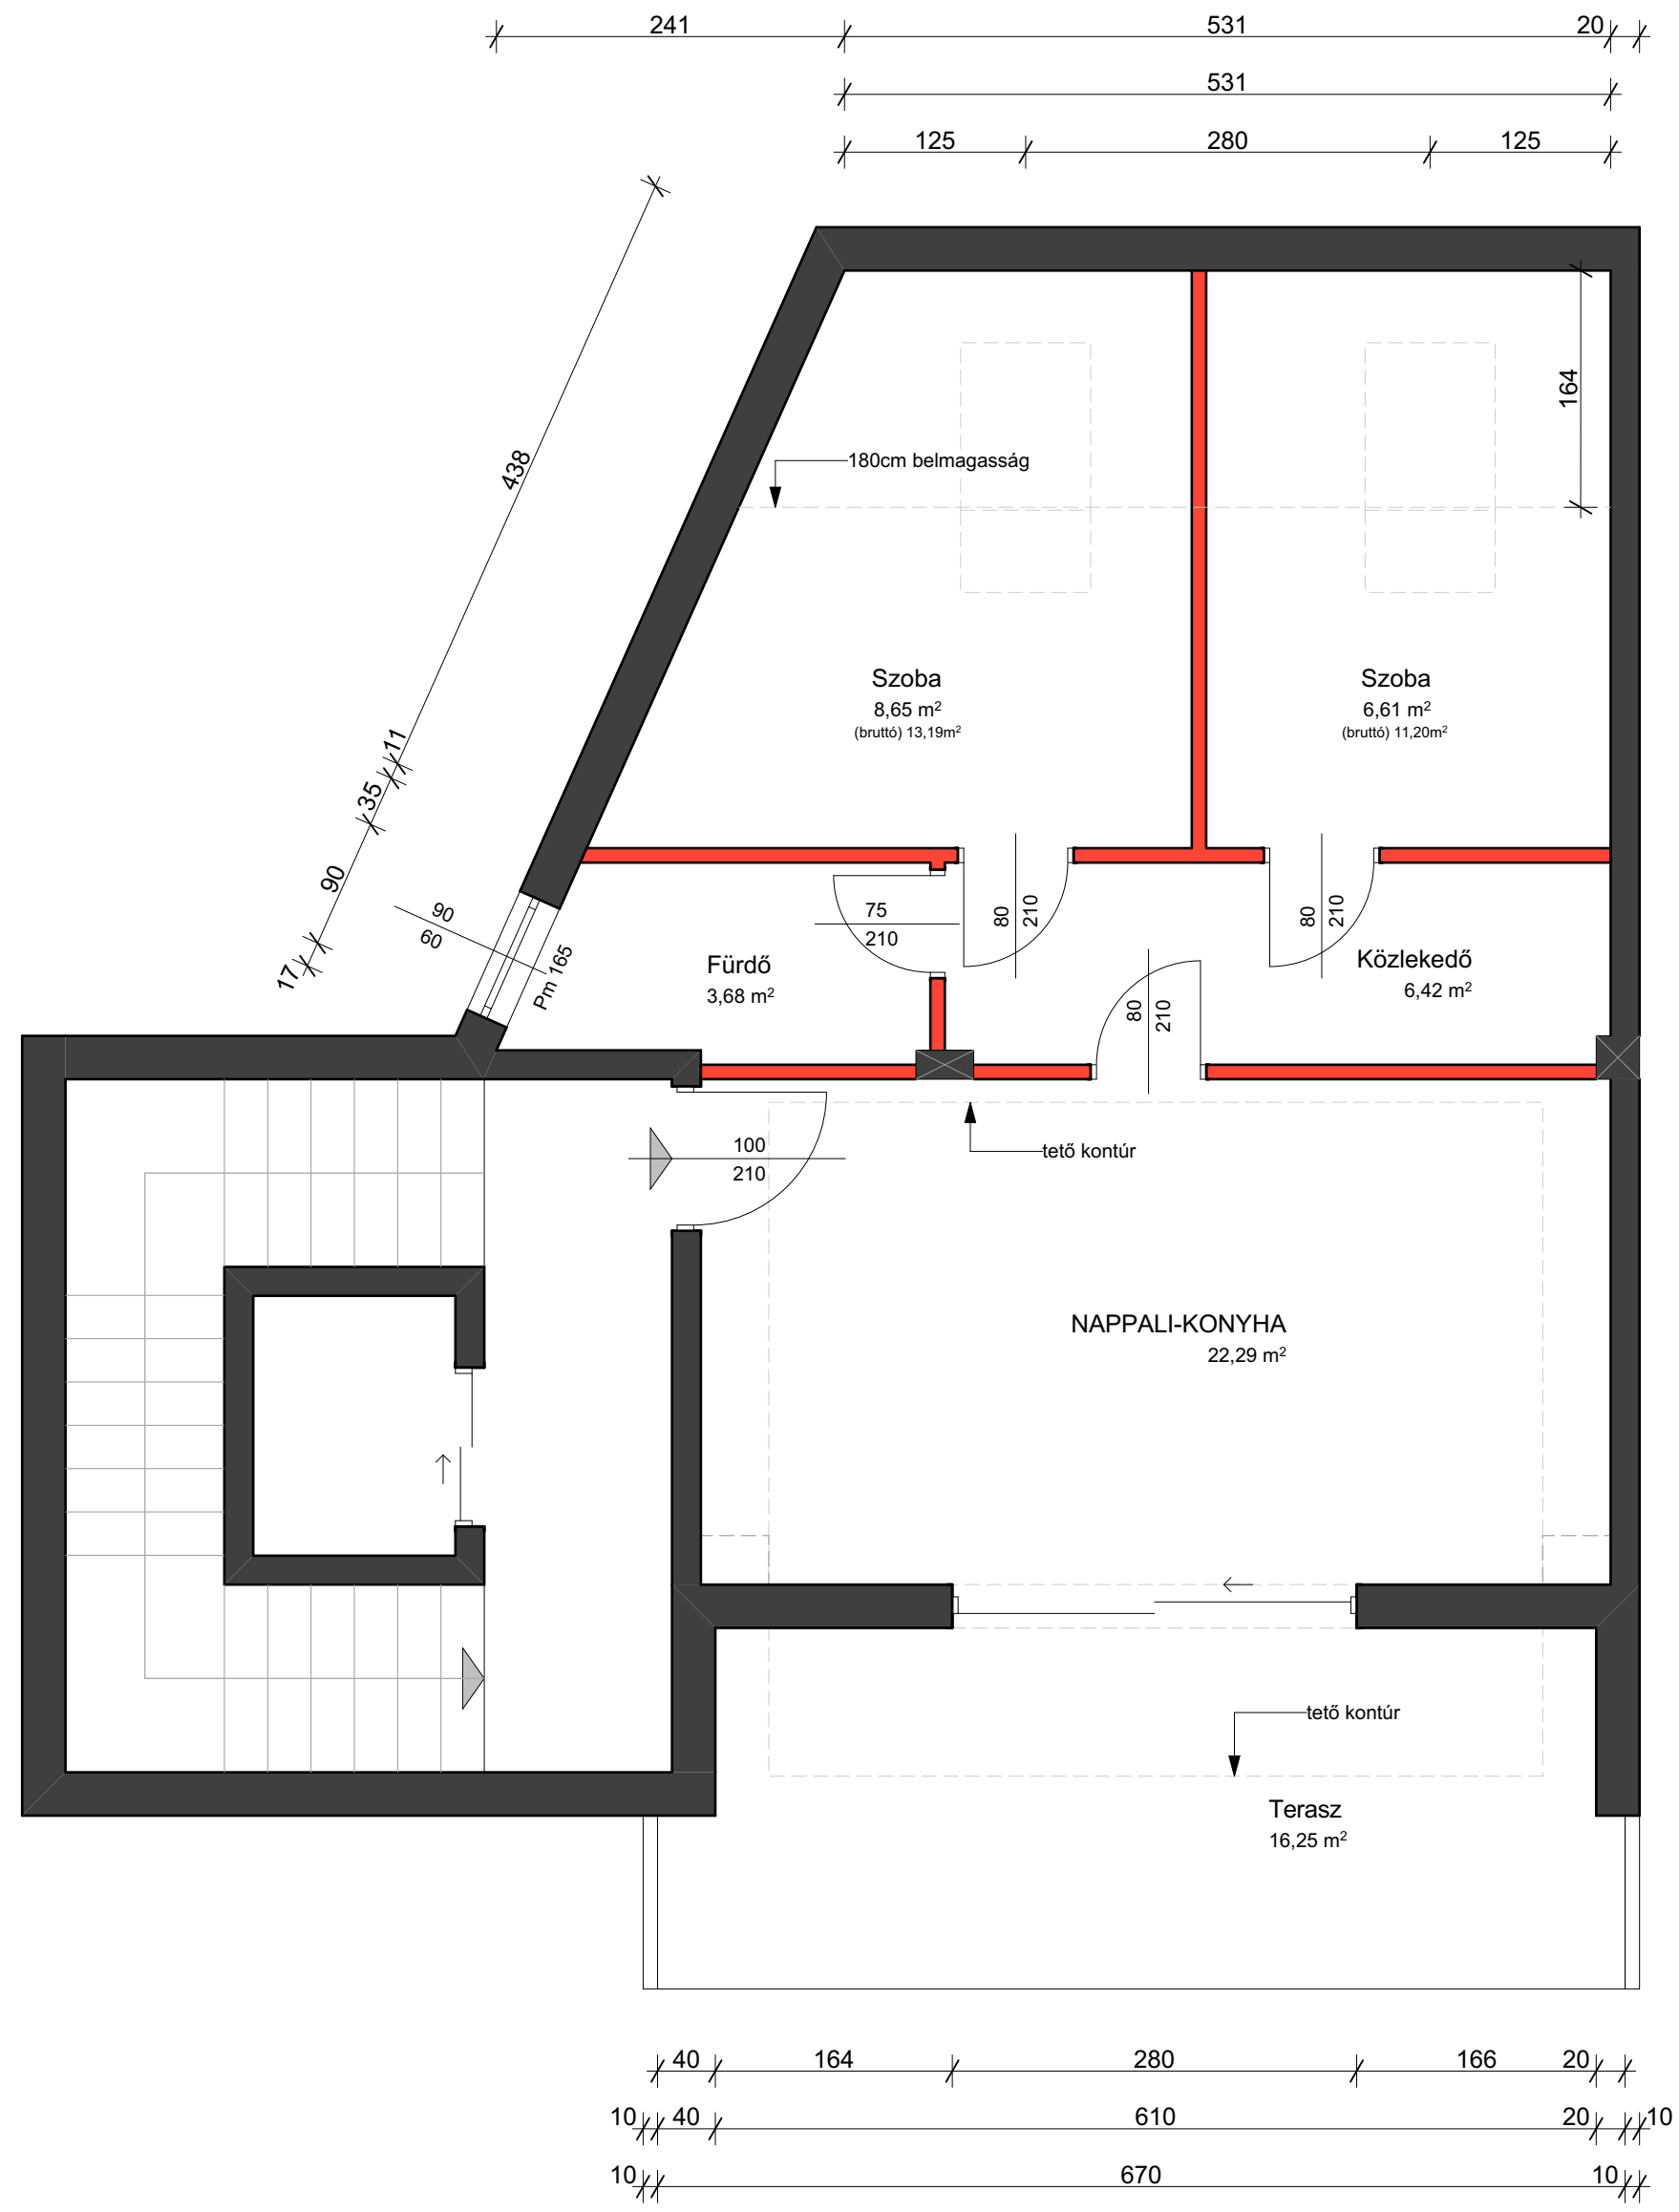 241 531 20
531
125 280 125
438
11
35
90
17
164
180cm belmagasság
Szoba
8,65 m²
(bruttó) 13,19m²
Szoba
6,61 m²
(bruttó) 11,20m²
90
60
Pm 165
75
210
80
210
80
210
Fürdő
3,68 m²
Közlekedő
6,42 m²
80
210
100
210
tető kontúr
NAPPALI-KONYHA
22,29 m²
tető kontúr
Terasz
16,25 m²
40 164 280 166 20
10 40 610 20 10
10 670 10